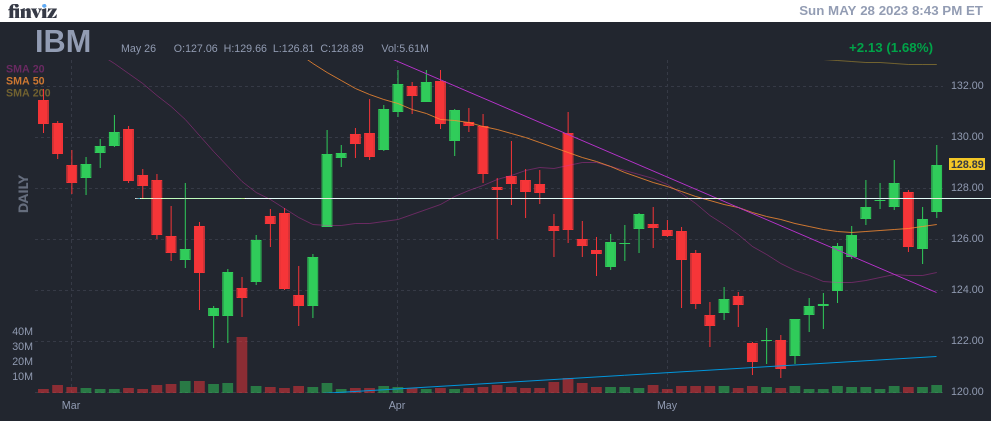 finviz
Sun MAY 28 2023 8:43 PM ET
IBM
May 26 O:127.06 H:129.66 L:126.81 C:128.89 Vol:5.61M
+2.13 (1.68%)
SMA 20
SMA 50
SMA 200
DAILY
132.00
130.00
128.89
128.00
126.00
124.00
122.00
120.00
40M
30M
20M
10M
Mar
Apr
May